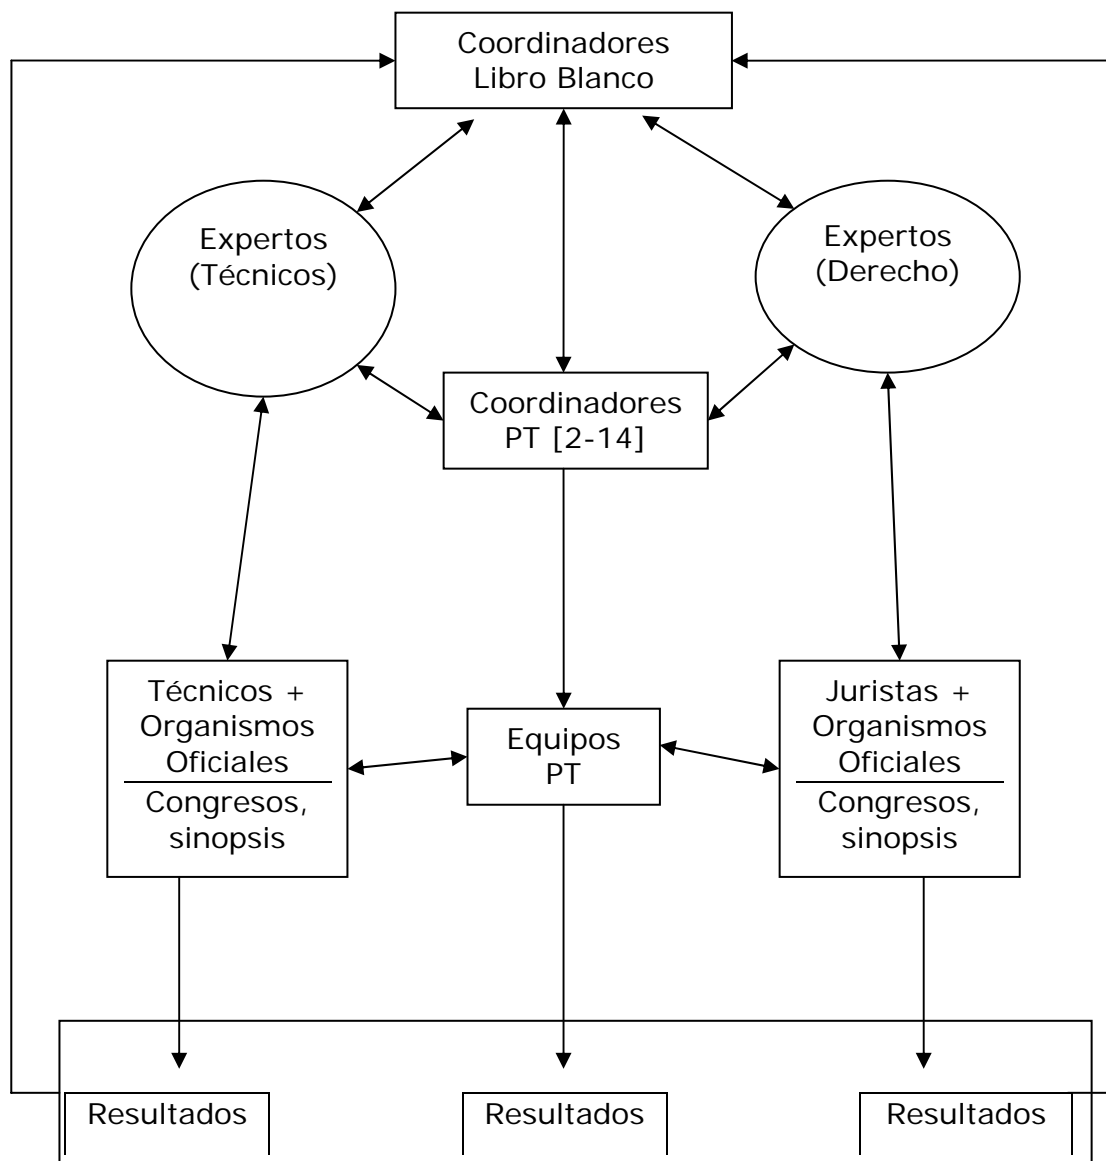 Coordinadores
Libro Blanco
Expertos
(Técnicos)
Expertos
(Derecho)
Coordinadores
PT [2-14]
Técnicos +
Organismos
Oficiales
Congresos,
sinopsis
Equipos
PT
Juristas +
Organismos
Oficiales
Congresos,
sinopsis
Resultados
Resultados
Resultados